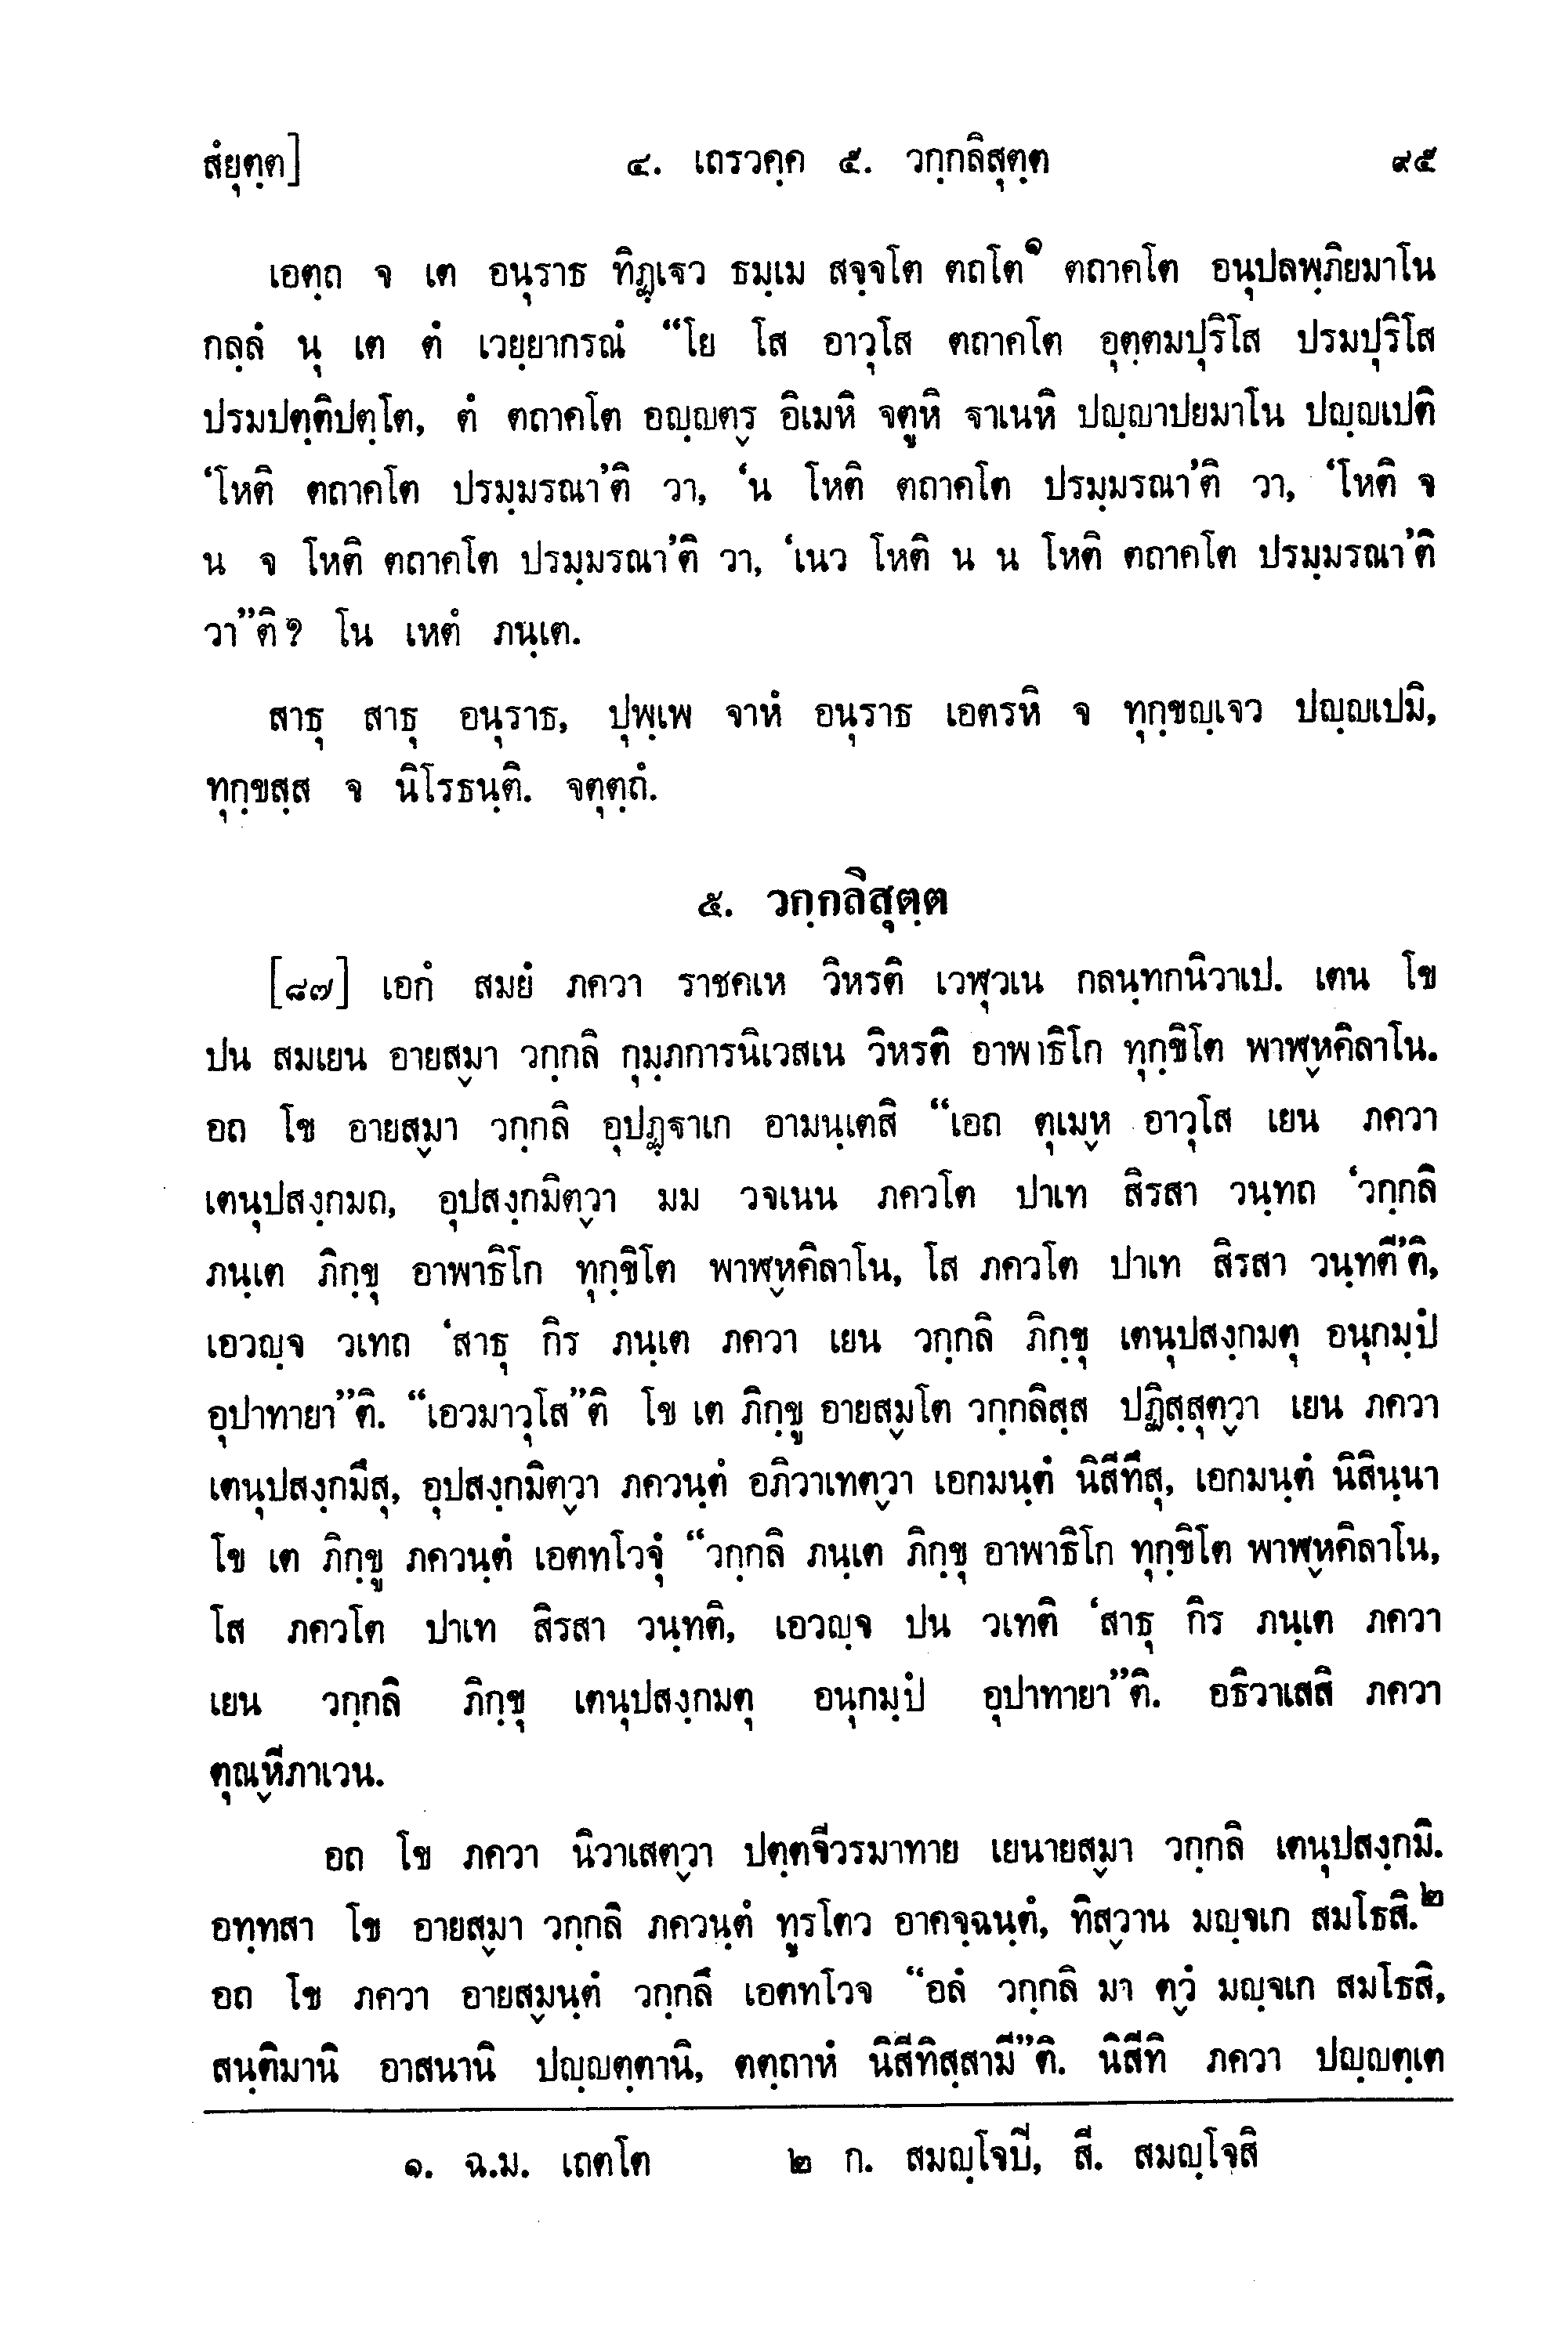 สํยุตฺต]  ๔. เถรวคฺค ๕. วกฺกลิสุตฺต  ๙๕
เอตฺถ จ เต อนุราธ ทิฏฺเฐว ธมฺเม สจฺจโต ตถโต๑ ตถาคโต อนุปลพฺภิยมาโน
กลฺลํ นุ เต ตํ เวยฺยากรณํ “โย โส อาวุโส ตถาคโต อุตฺตมปุริโส ปรมปุริโส
ปรมปตฺติปตฺโต, ตํ ตถาคโต อญฺญตฺร อิเมหิ จตูหิ ฐาเนหิ ปญฺญาปยมาโน ปญฺญเปติ
‘โหติ ตถาคโต ปรมฺมรณา’ติ วา, ‘น โหติ ตถาคโต ปรมฺมรณา’ติ วา, ‘โหติ จ
น จ โหติ ตถาคโต ปรมฺมรณา’ติ วา, ‘เนว โหติ น น โหติ ตถาคโต ปรมฺมรณา’ติ
วา”ติ? โน เหตํ ภนฺเต.
สาธุ สาธุ อนุราธ, ปุพฺเพ จาหํ อนุราธ เอตรหิ จ ทุกฺขญฺเจว ปญฺญเปมิ,
ทุกฺขสฺส จ นิโรธนฺติ. จตุตฺถํ.
๕. วกฺกลิสุตฺต
[๘๗] เอกํ สมยํ ภควา ราชคเห วิหรติ เวฬุวเน กลนฺทกนิวาเป. เตน โข
ปน สมเยน อายสฺมา วกฺกลิ กุมฺภการนิเวสเน วิหรติ อาพาธิโก ทุกฺขิโต พาฬฺหคิลาโน.
อถ โข อายสฺมา วกฺกลิ อุปฏฺฐาเก อามนฺเตสิ “เอถ ตุเมฺห อาวุโส เยน ภควา
เตนุปสงฺกมถ, อุปสงฺกมิตฺวา มม วจเนน ภควโต ปาเท สิรสา วนฺทถ ‘วกฺกลิ
ภนฺเต ภิกฺขุ อาพาธิโก ทุกฺขิโต พาฬฺหคิลาโน, โส ภควโต ปาเท สิรสา วนฺทตี’ติ,
เอวญฺจ วเทถ ‘สาธุ กิร ภนฺเต ภควา เยน วกฺกลิ ภิกฺขุ เตนุปสงฺกมตุ อนุกมฺปํ
อุปาทายา”ติ. “เอวมาวุโส”ติ โข เต ภิกฺขู อายสฺมโต วกฺกลิสฺส ปฏิสฺสุตฺวา เยน ภควา
เตนุปสงฺกมึสุ, อุปสงฺกมิตฺวา ภควนฺตํ อภิวาเทตฺวา เอกมนฺตํ นิสีทึสุ, เอกมนฺตํ นิสินฺนา
โข เต ภิกฺขู ภควนฺตํ เอตทโวจุํ “วกฺกลิ ภนฺเต ภิกฺขุ อาพาธิโก ทุกฺขิโต พาฬฺหคิลาโน,
โส ภควโต ปาเท สิรสา วนฺทติ, เอวญฺจ ปน วเทติ ‘สาธุ กิร ภนฺเต ภควา
เยน วกฺกลิ ภิกฺขุ เตนุปสงฺกมตุ อนุกมฺปํ อุปาทายา”ติ. อธิวาเสสิ ภควา
ตุณฺหีภาเวน.
อถ โข ภควา นิวาเสตฺวา ปตฺตจีวรมาทาย เยนายสฺมา วกฺกลิ เตนุปสงฺกมิ.
อทฺทสา โข อายสฺมา วกฺกลิ ภควนฺตํ ทูรโตว อาคจฺฉนฺตํ, ทิสฺวาน มญฺจเก สมโธสิ.๒
อถ โข ภควา อายสฺมนฺตํ วกฺกลึ เอตทโวจ “อลํ วกฺกลิ มา ตฺวํ มญฺจเก สมโธสิ,
สนฺติมานิ อาสนานิ ปญฺญตฺตานิ, ตตฺถาหํ นิสีทิสฺสามี”ติ. นิสีทิ ภควา ปญฺญตฺเต
๑. ฉ.ม. เถตโต  ๒ ก. สมญฺโจปี, สี. สมญฺโจสิ